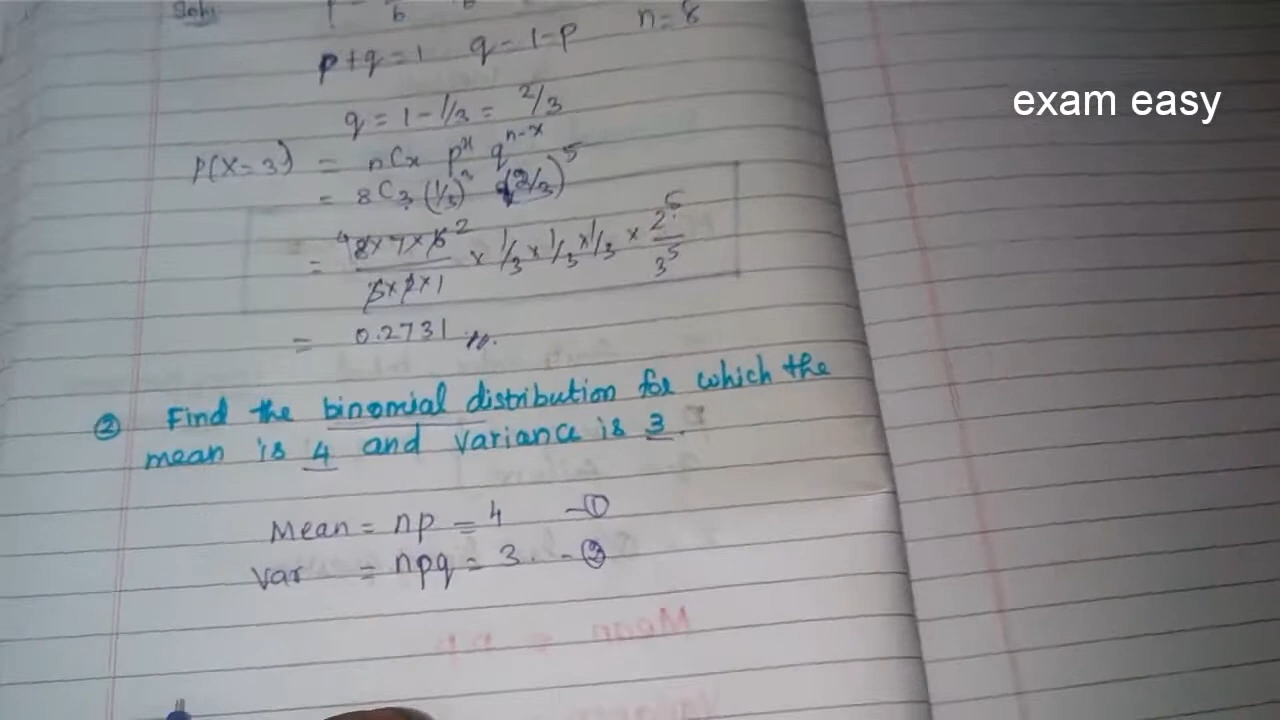 Soln
p+q = 1 q = 1-p n = 8
q = 1 - 1/3 = 2/3
exam easy
P(X=3) = nCx p^x q^n-x
= 8C3 (1/3)^3 (2/3)^5
= 8×7×6 / 3×2×1 × 1/3 × 1/3 × 1/3 × 2^5 / 3^5
= 0.2731
② Find the binomial distribution for which the
mean is 4 and variance is 3.
Mean = np = 4 -①
Var = npq = 3. -②